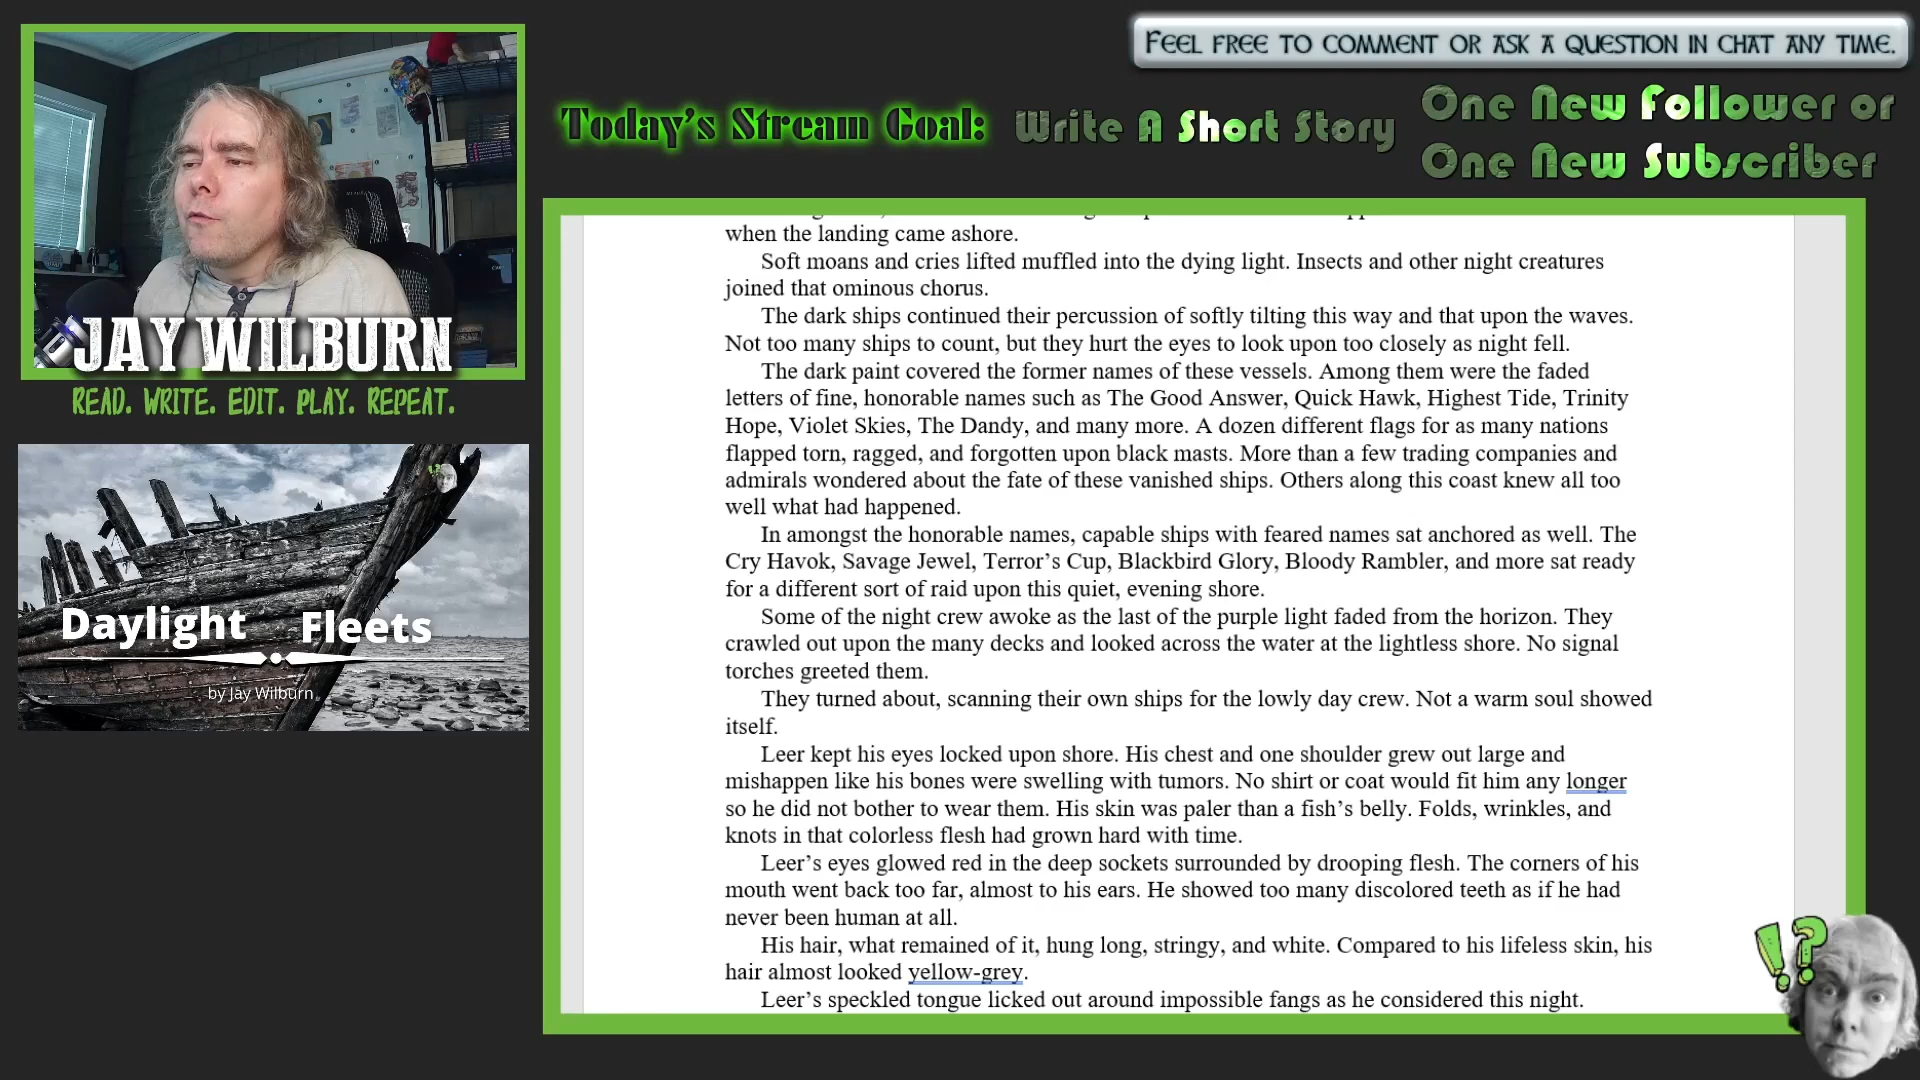 Feel free to comment or ask a question in chat any time.
Today's Stream Goal:
Write A Short Story
One New Follower or
One New Subscriber
JAY WILBURN
READ. WRITE. EDIT. PLAY. REPEAT.
Daylight Fleets
by Jay Wilburn
when the landing came ashore.
Soft moans and cries lifted muffled into the dying light. Insects and other night creatures
joined that ominous chorus.
The dark ships continued their percussion of softly tilting this way and that upon the waves.
Not too many ships to count, but they hurt the eyes to look upon too closely as night fell.
The dark paint covered the former names of these vessels. Among them were the faded
letters of fine, honorable names such as The Good Answer, Quick Hawk, Highest Tide, Trinity
Hope, Violet Skies, The Dandy, and many more. A dozen different flags for as many nations
flapped torn, ragged, and forgotten upon black masts. More than a few trading companies and
admirals wondered about the fate of these vanished ships. Others along this coast knew all too
well what had happened.
In amongst the honorable names, capable ships with feared names sat anchored as well. The
Cry Havok, Savage Jewel, Terror's Cup, Blackbird Glory, Bloody Rambler, and more sat ready
for a different sort of raid upon this quiet, evening shore.
Some of the night crew awoke as the last of the purple light faded from the horizon. They
crawled out upon the many decks and looked across the water at the lightless shore. No signal
torches greeted them.
They turned about, scanning their own ships for the lowly day crew. Not a warm soul showed
itself.
Leer kept his eyes locked upon shore. His chest and one shoulder grew out large and
mishappen like his bones were swelling with tumors. No shirt or coat would fit him any longer
so he did not bother to wear them. His skin was paler than a fish's belly. Folds, wrinkles, and
knots in that colorless flesh had grown hard with time.
Leer's eyes glowed red in the deep sockets surrounded by drooping flesh. The corners of his
mouth went back too far, almost to his ears. He showed too many discolored teeth as if he had
never been human at all.
His hair, what remained of it, hung long, stringy, and white. Compared to his lifeless skin, his
hair almost looked yellow-grey.
Leer's speckled tongue licked out around impossible fangs as he considered this night.
!?